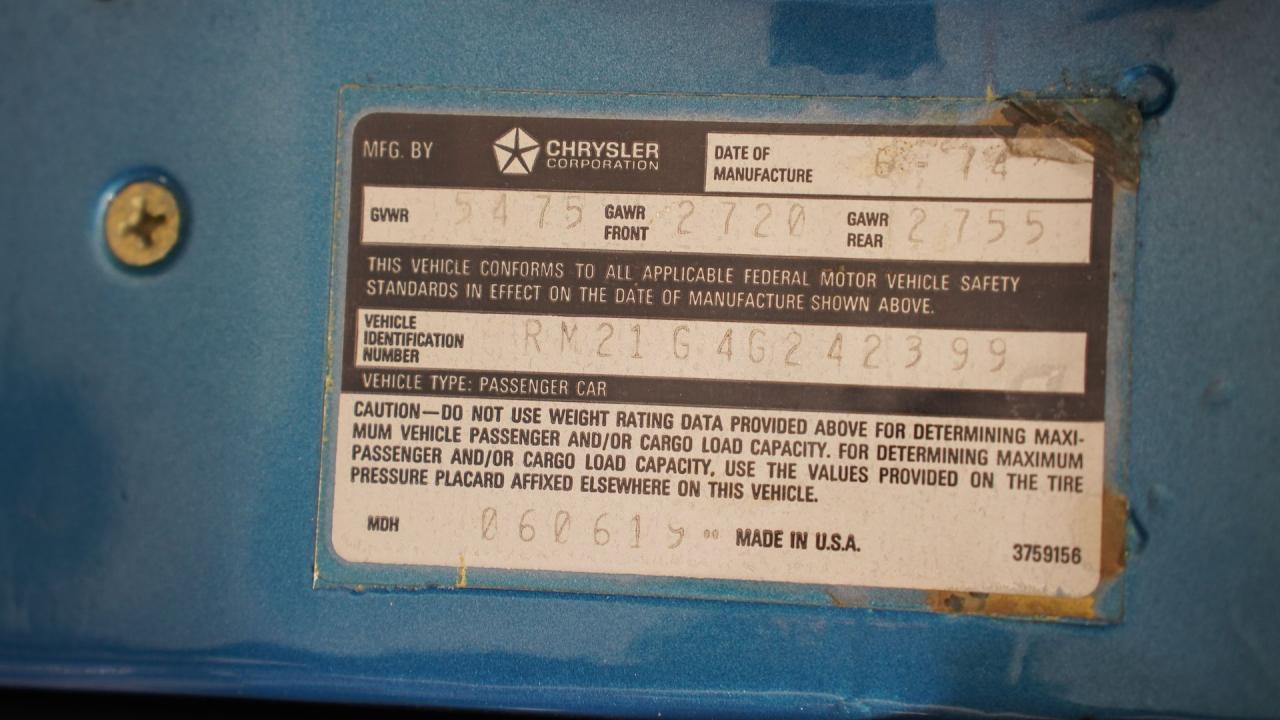 MFG. BY CHRYSLER CORPORATION DATE OF MANUFACTURE 6-74
GVWR 5475 GAWR FRONT 2720 GAWR REAR 2755
THIS VEHICLE CONFORMS TO ALL APPLICABLE FEDERAL MOTOR VEHICLE SAFETY
STANDARDS IN EFFECT ON THE DATE OF MANUFACTURE SHOWN ABOVE.
VEHICLE IDENTIFICATION NUMBER RM21G4G242399
VEHICLE TYPE: PASSENGER CAR
CAUTION—DO NOT USE WEIGHT RATING DATA PROVIDED ABOVE FOR DETERMINING MAXI-
MUM VEHICLE PASSENGER AND/OR CARGO LOAD CAPACITY. FOR DETERMINING MAXIMUM
PASSENGER AND/OR CARGO LOAD CAPACITY, USE THE VALUES PROVIDED ON THE TIRE
PRESSURE PLACARD AFFIXED ELSEWHERE ON THIS VEHICLE.
MDH MADE IN U.S.A. 3759156